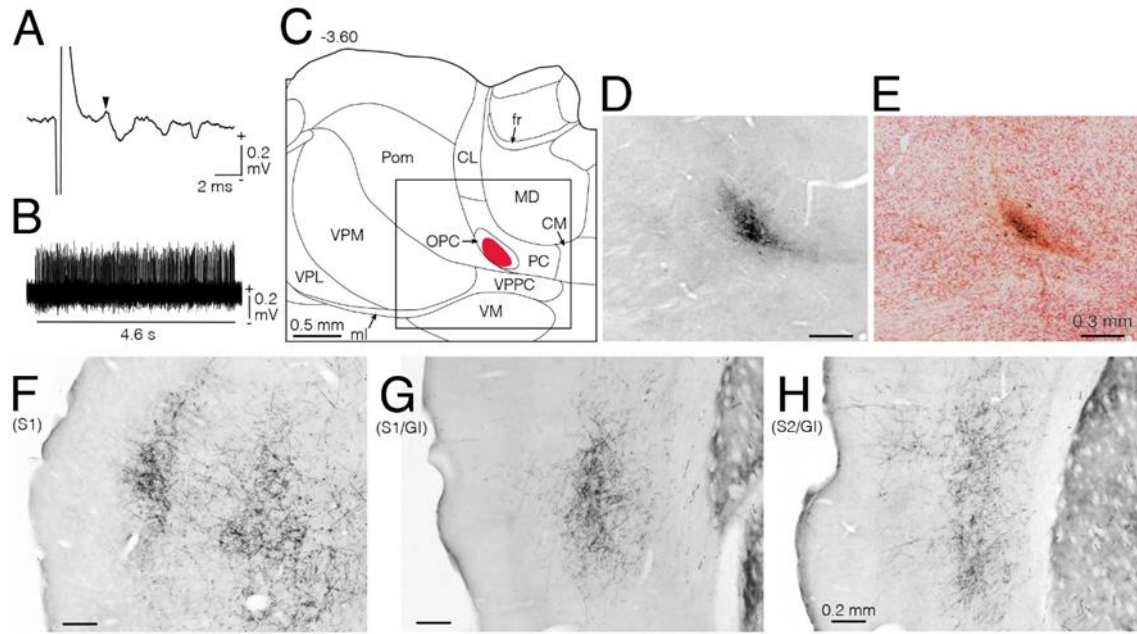 A
+
0.2
mV
-
2 ms
B
+
0.2
mV
-
4.6 s
C
-3.60
fr
Pom
CL
MD
CM
VPM
OPC
PC
VPL
VPPC
VM
0.5 mm
ml
D
E
0.3 mm
F
(S1)
G
(S1/GI)
H
(S2/GI)
0.2 mm